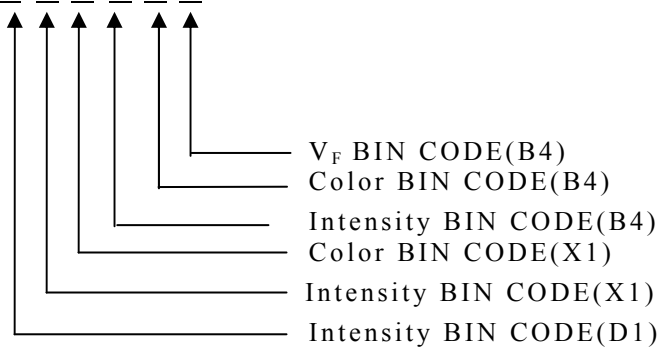 V_F BIN CODE(B4)
Color BIN CODE(B4)
Intensity BIN CODE(B4)
Color BIN CODE(X1)
Intensity BIN CODE(X1)
Intensity BIN CODE(D1)